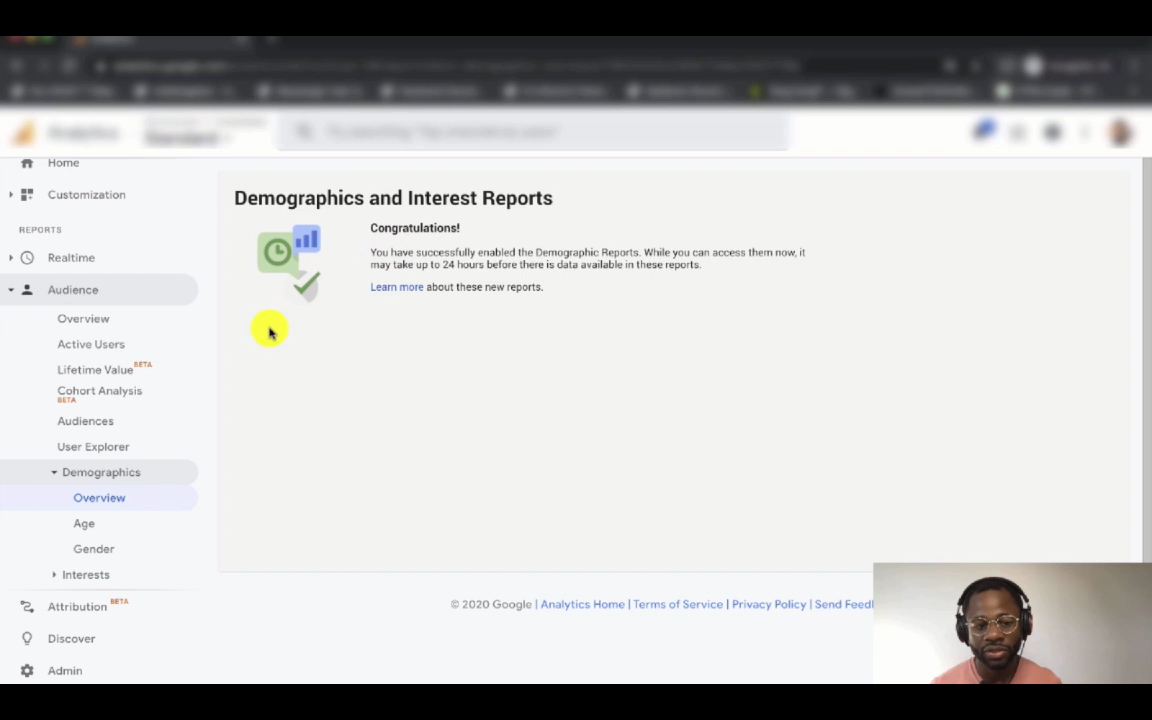 Analytics
Standard
Home
Customization
REPORTS
Realtime
Audience
Overview
Active Users
Lifetime Value BETA
Cohort Analysis
BETA
Audiences
User Explorer
Demographics
Overview
Age
Gender
Interests
Attribution BETA
Discover
Admin
Demographics and Interest Reports
Congratulations!
You have successfully enabled the Demographic Reports. While you can access them now, it
may take up to 24 hours before there is data available in these reports.
Learn more about these new reports.
© 2020 Google | Analytics Home | Terms of Service | Privacy Policy | Send Feed